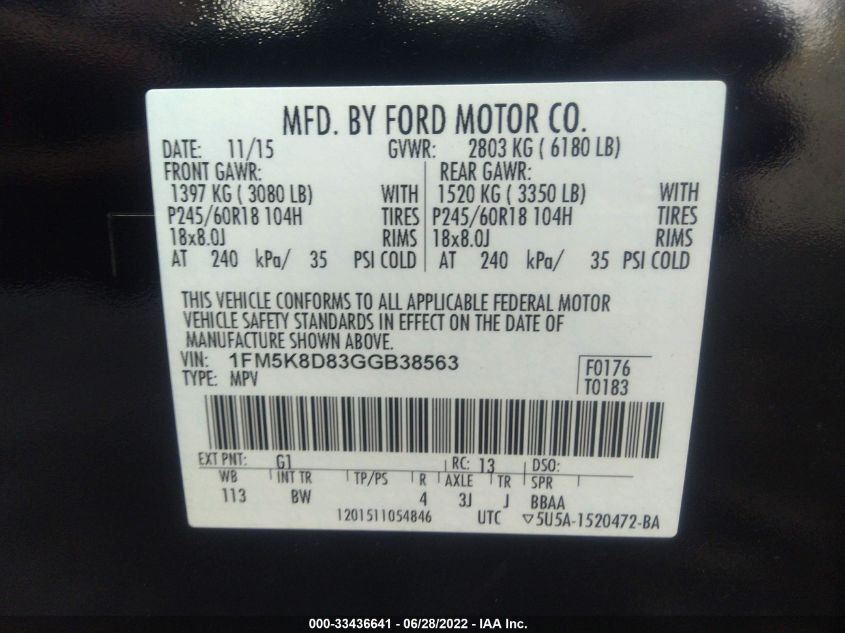 MFD. BY FORD MOTOR CO.
DATE: 11/15 GVWR: 2803 KG ( 6180 LB)
FRONT GAWR: REAR GAWR:
1397 KG ( 3080 LB) WITH 1520 KG ( 3350 LB) WITH
P245/60R18 104H TIRES P245/60R18 104H TIRES
18x8.0J RIMS 18x8.0J RIMS
AT 240 kPa/ 35 PSI COLD AT 240 kPa/ 35 PSI COLD
THIS VEHICLE CONFORMS TO ALL APPLICABLE FEDERAL MOTOR
VEHICLE SAFETY STANDARDS IN EFFECT ON THE DATE OF
MANUFACTURE SHOWN ABOVE.
VIN: 1FM5K8D83GGB38563 F0176
TYPE: MPV T0183
EXT PNT: G1 RC: 13 DSO:
WB INT TR TP/PS R AXLE TR SPR
113 BW 4 3J J BBAA
1201511054846 UTC ▽5U5A-1520472-BA
000-33436641 - 06/28/2022 - IAA Inc.